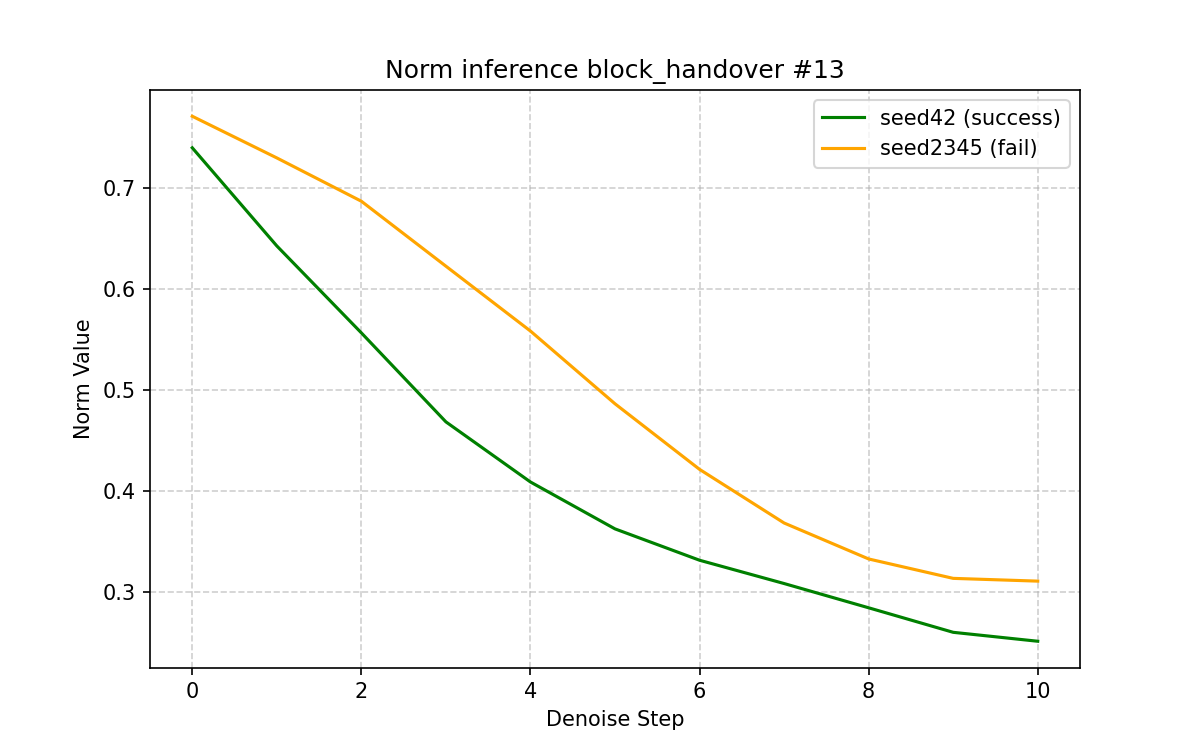 Norm inference block_handover #13
seed42 (success)
seed2345 (fail)
Norm Value
0.7
0.6
0.5
0.4
0.3
0 2 4 6 8 10
Denoise Step